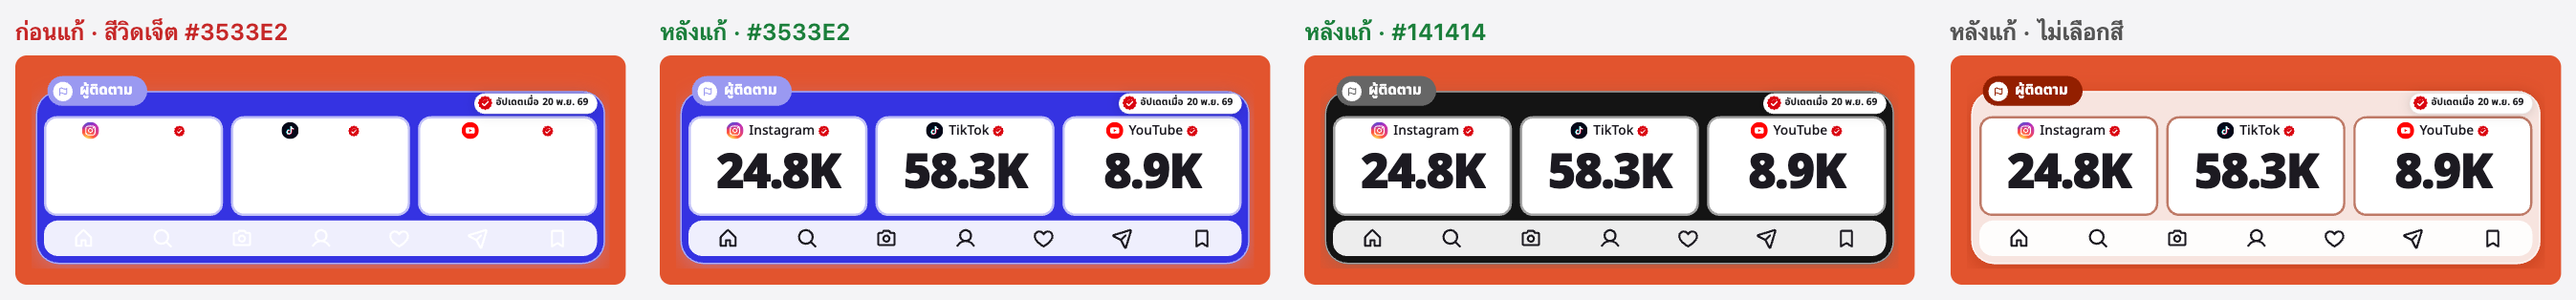 ก่อนแก้ · สีวิดเจ็ต #3533E2
ผู้ติดตาม
อัปเดตเมื่อ 20 พ.ย. 69
หลังแก้ · #3533E2
ผู้ติดตาม
อัปเดตเมื่อ 20 พ.ย. 69
Instagram TikTok YouTube
24.8K 58.3K 8.9K
หลังแก้ · #141414
ผู้ติดตาม
อัปเดตเมื่อ 20 พ.ย. 69
Instagram TikTok YouTube
24.8K 58.3K 8.9K
หลังแก้ · ไม่เลือกสี
ผู้ติดตาม
อัปเดตเมื่อ 20 พ.ย. 69
Instagram TikTok YouTube
24.8K 58.3K 8.9K